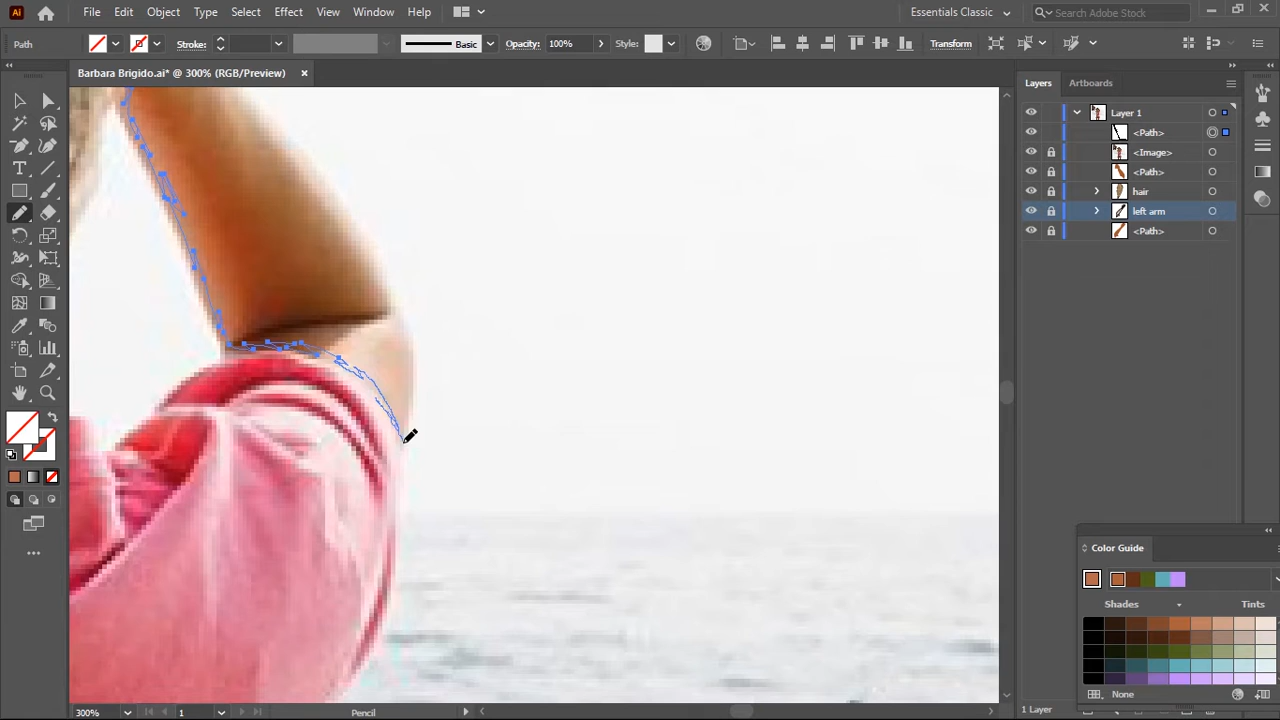 Ai
File
Edit
Object
Type
Select
Effect
View
Window
Help
Essentials Classic
Search Adobe Stock
Path
Stroke:
Basic
Opacity:
100%
Style:
Transform
Barbara Brigido.ai* @ 300% (RGB/Preview)
Layers
Artboards
Layer 1
<Path>
<Image>
<Path>
hair
left arm
<Path>
Color Guide
Shades
Tints
None
300%
1
Pencil
1 Layer